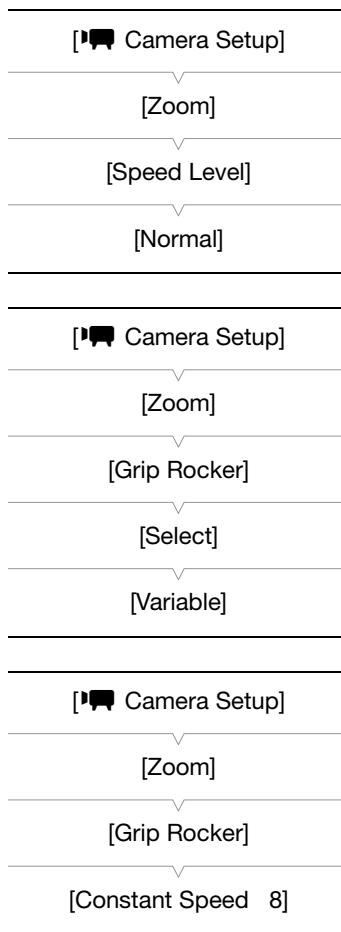 [Camera Setup]
[Zoom]
[Speed Level]
[Normal]
[Camera Setup]
[Zoom]
[Grip Rocker]
[Select]
[Variable]
[Camera Setup]
[Zoom]
[Grip Rocker]
[Constant Speed 8]